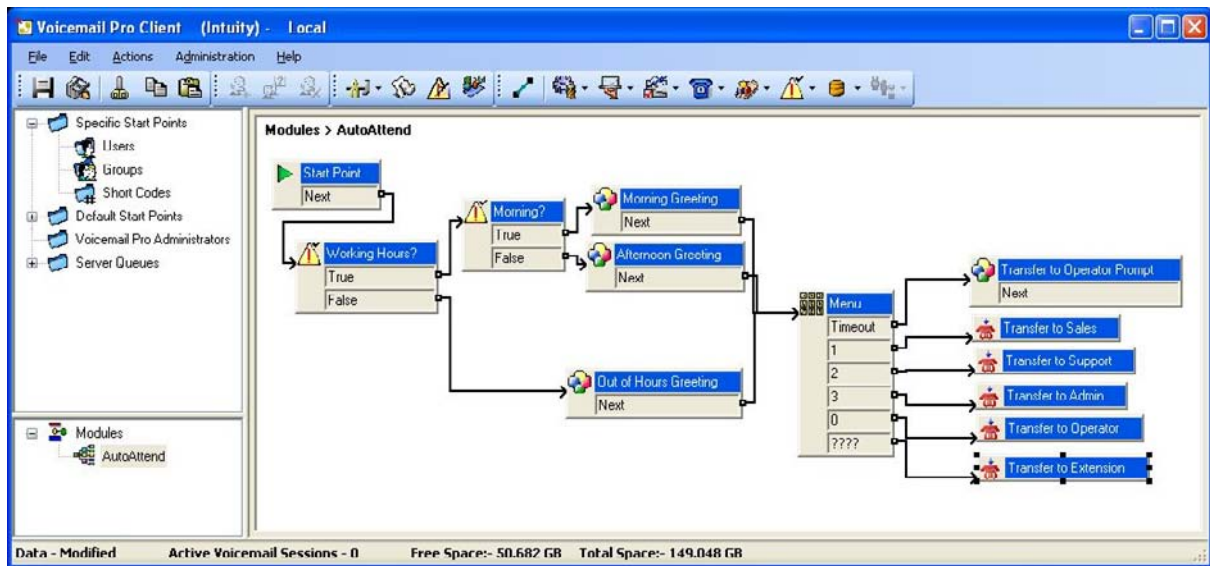 Voicemail Pro Client (Intuity) - Local
File Edit Actions Administration Help
Specific Start Points
Users
Groups
Short Codes
Default Start Points
Voicemail Pro Administrators
Server Queues
Modules
AutoAttend
Modules > AutoAttend
Start Point
Next
Working Hours?
True
False
Morning?
True
False
Morning Greeting
Next
Afternoon Greeting
Next
Out of Hours Greeting
Next
Menu
Timeout
1
2
3
0
????
Transfer to Operator Prompt
Next
Transfer to Sales
Transfer to Support
Transfer to Admin
Transfer to Operator
Transfer to Extension
Data - Modified Active Voicemail Sessions - 0 Free Space:- 50.682 GB Total Space:- 149.048 GB